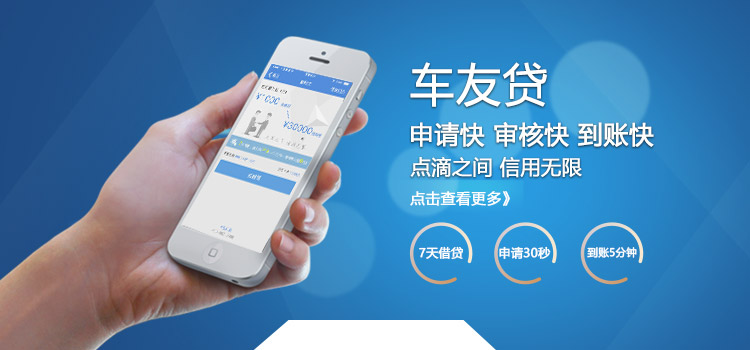 车友贷
申请快 审核快 到账快
点滴之间 信用无限
点击查看更多》
7天借贷
申请30秒
到账5分钟
¥1000
¥30000